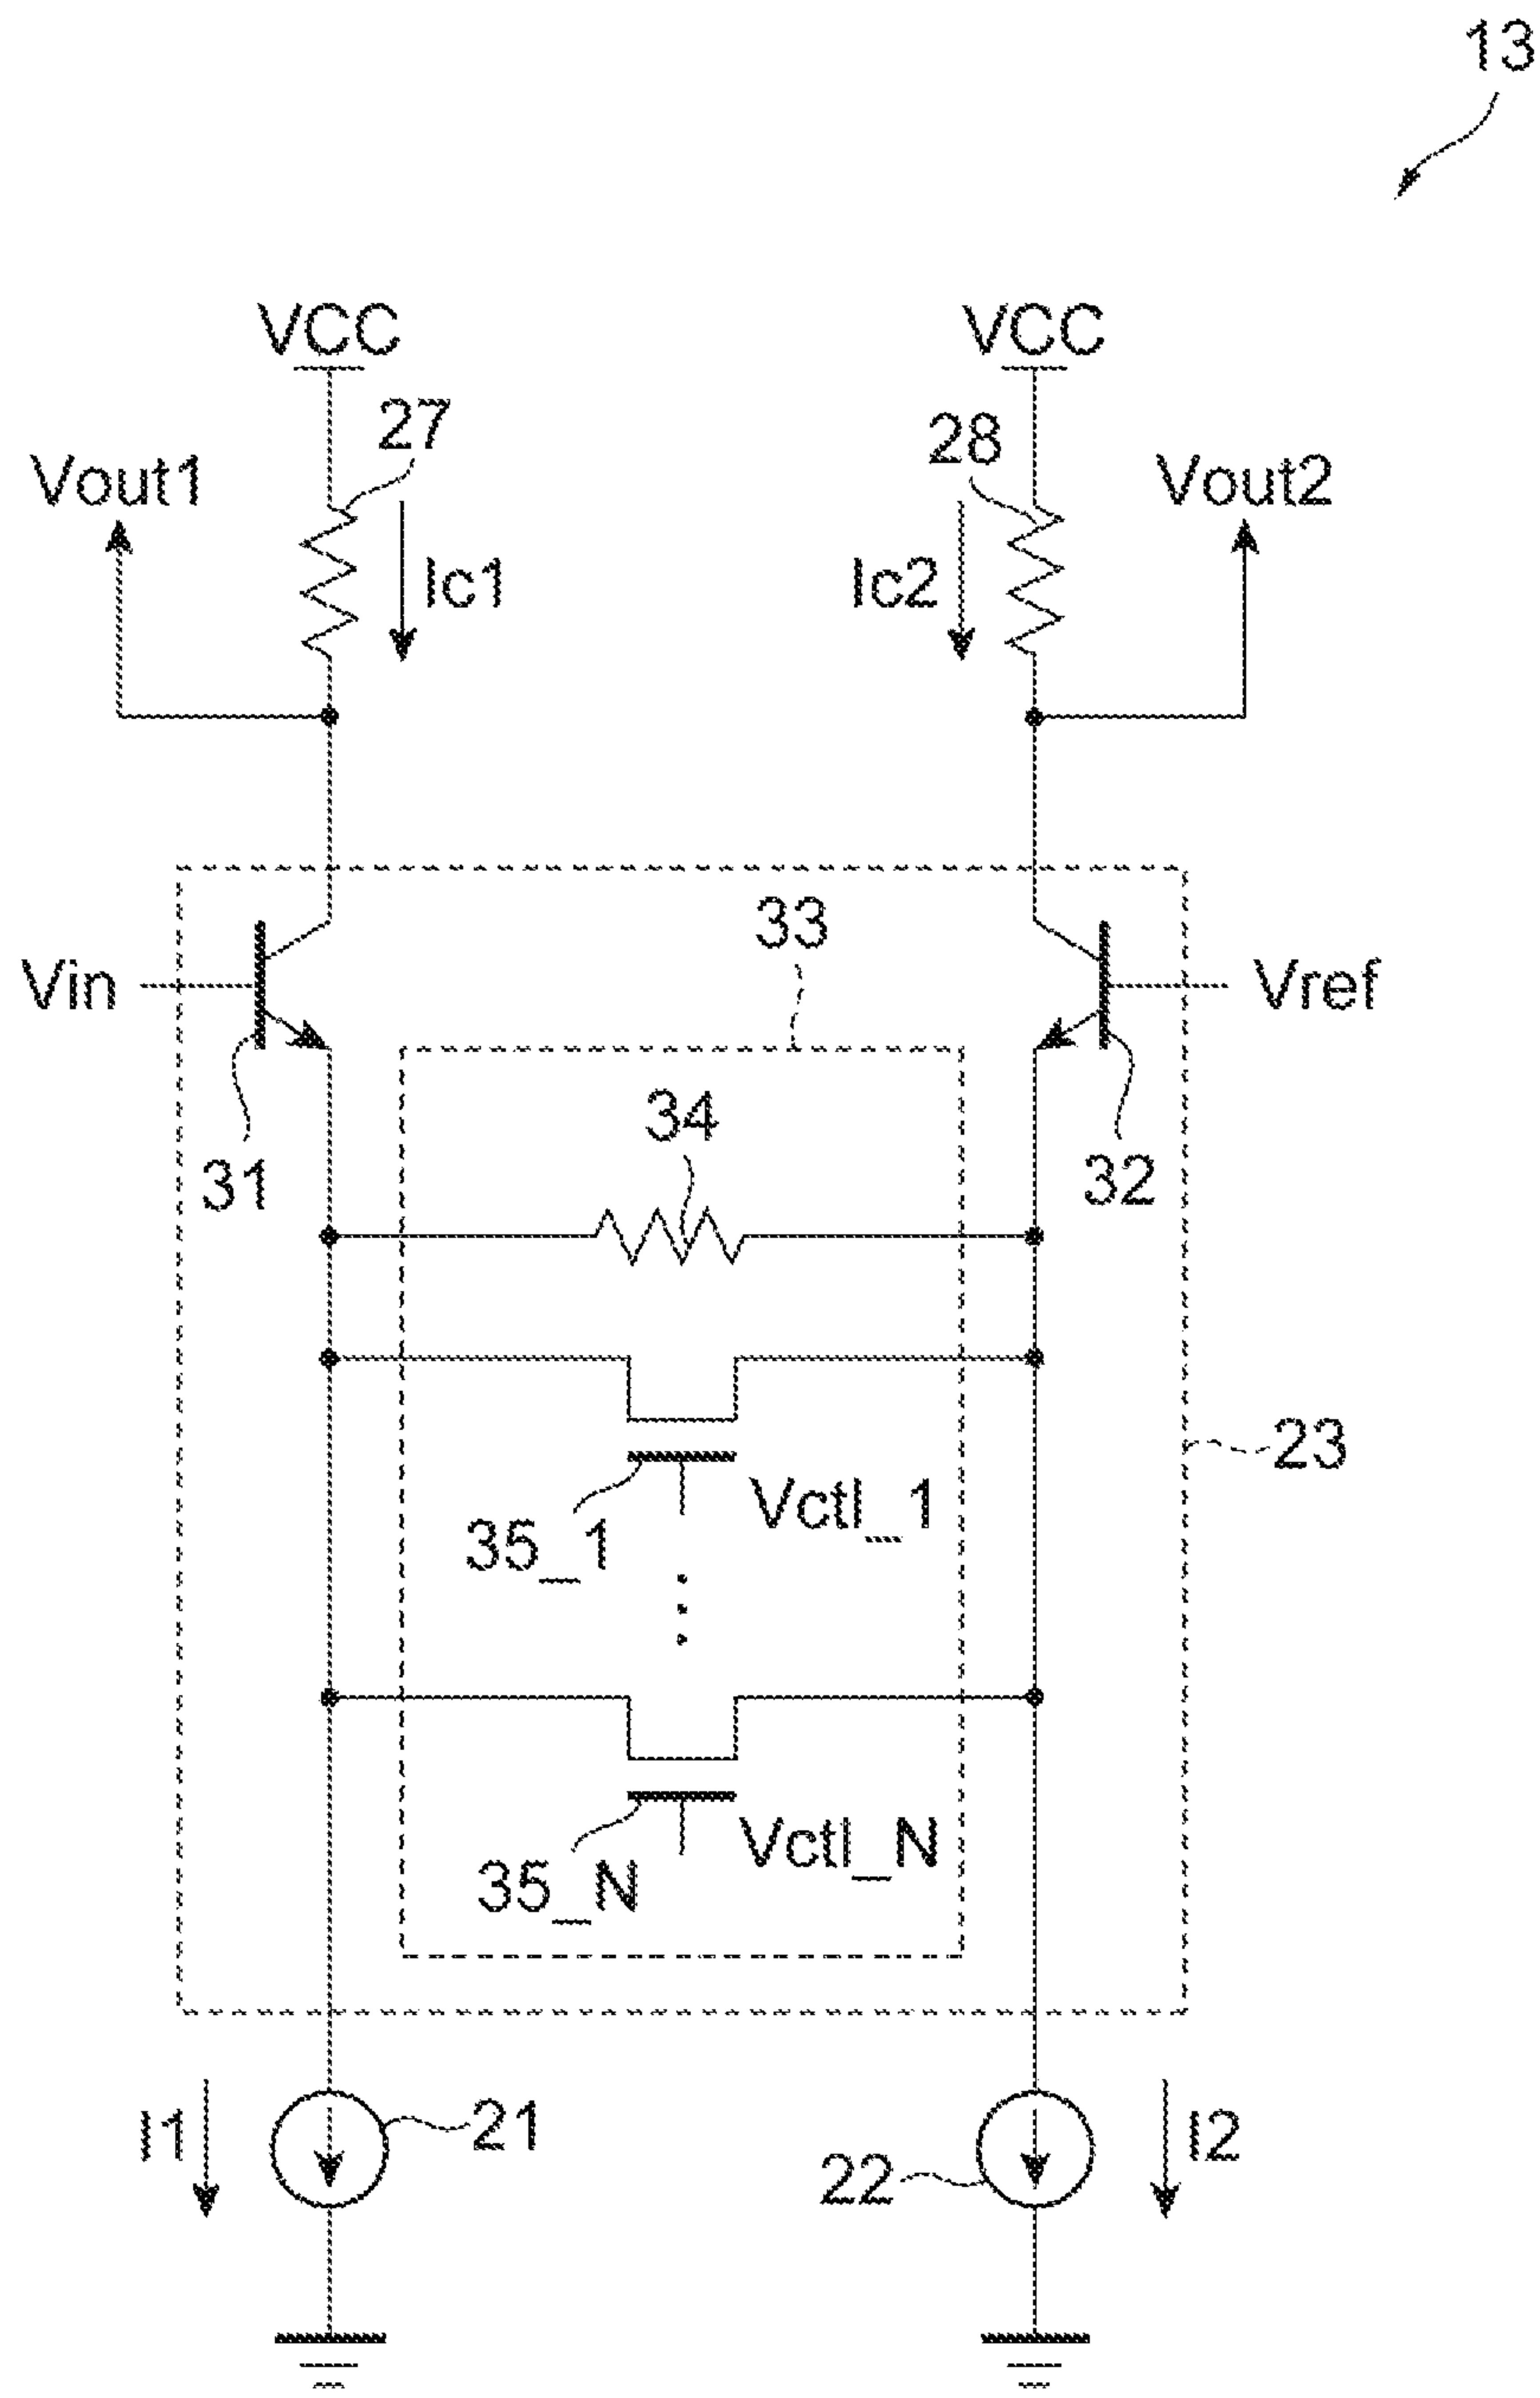 13
VCC
VCC
27
28
Vout1
Vout2
Ic1
Ic2
33
Vin
Vref
34
31
32
23
Vctl_1
35_1
Vctl_N
35_N
I1
21
22
I2